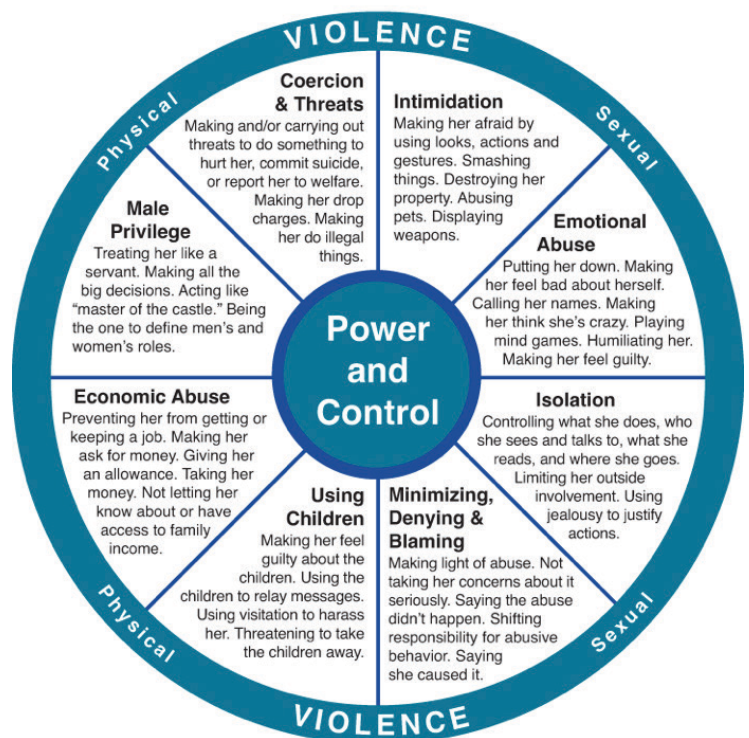 VIOLENCE
Physical
Sexual
Coercion
& Threats
Making and/or carrying out
threats to do something to
hurt her, commit suicide,
or report her to welfare.
Making her drop
charges. Making
her do illegal
things.
Intimidation
Making her afraid by
using looks, actions and
gestures. Smashing
things. Destroying her
property. Abusing
pets. Displaying
weapons.
Male
Privilege
Treating her like a
servant. Making all the
big decisions. Acting like
“master of the castle.” Being
the one to define men’s and
women’s roles.
Emotional
Abuse
Putting her down. Making
her feel bad about herself.
Calling her names. Making
her think she’s crazy. Playing
mind games. Humiliating her.
Making her feel guilty.
Power
and
Control
Economic Abuse
Preventing her from getting or
keeping a job. Making her
ask for money. Giving her
an allowance. Taking her
money. Not letting her
know about or have
access to family
income.
Isolation
Controlling what she does, who
she sees and talks to, what she
reads, and where she goes.
Limiting her outside
involvement. Using
jealousy to justify
actions.
Using
Children
Making her feel
guilty about the
children. Using the
children to relay messages.
Using visitation to harass
her. Threatening to take
the children away.
Minimizing,
Denying &
Blaming
Making light of abuse. Not
taking her concerns about it
seriously. Saying the abuse
didn’t happen. Shifting
responsibility for abusive
behavior. Saying
she caused it.
Physical
Sexual
VIOLENCE